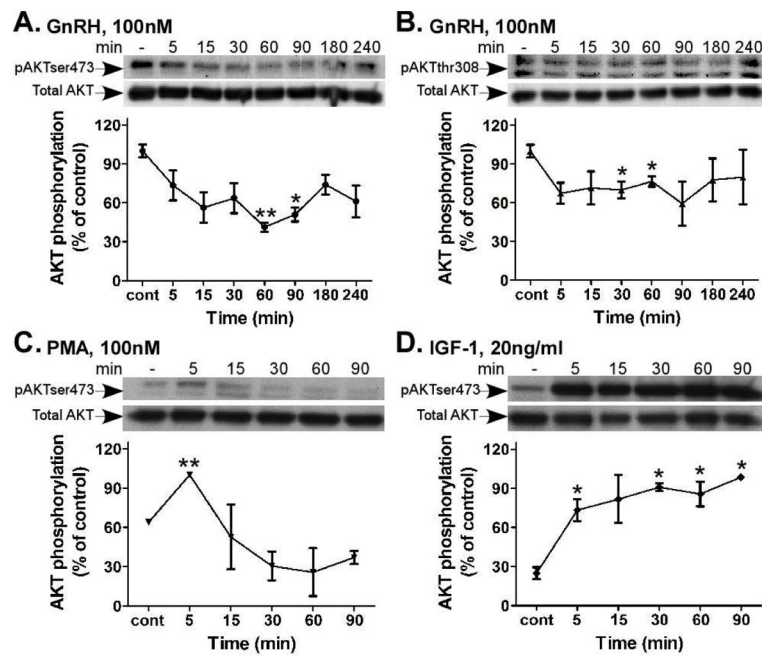 A. GnRH, 100nM
min - 5 15 30 60 90 180 240
pAKTser473
Total AKT
AKT phosphorylation
(% of control)
120
90
60
30
0
** *
cont 5 15 30 60 90 180 240
Time (min)
B. GnRH, 100nM
min - 5 15 30 60 90 180 240
pAKTthr308
Total AKT
AKT phosphorylation
(% of control)
120
90
60
30
0
* *
cont 5 15 30 60 90 180 240
Time (min)
C. PMA, 100nM
min - 5 15 30 60 90
pAKTser473
Total AKT
AKT phosphorylation
(% of control)
120
90
60
30
0
**
cont 5 15 30 60 90
Time (min)
D. IGF-1, 20ng/ml
min - 5 15 30 60 90
pAKTser473
Total AKT
AKT phosphorylation
(% of control)
120
90
60
30
0
* * * *
cont 5 15 30 60 90
Time (min)